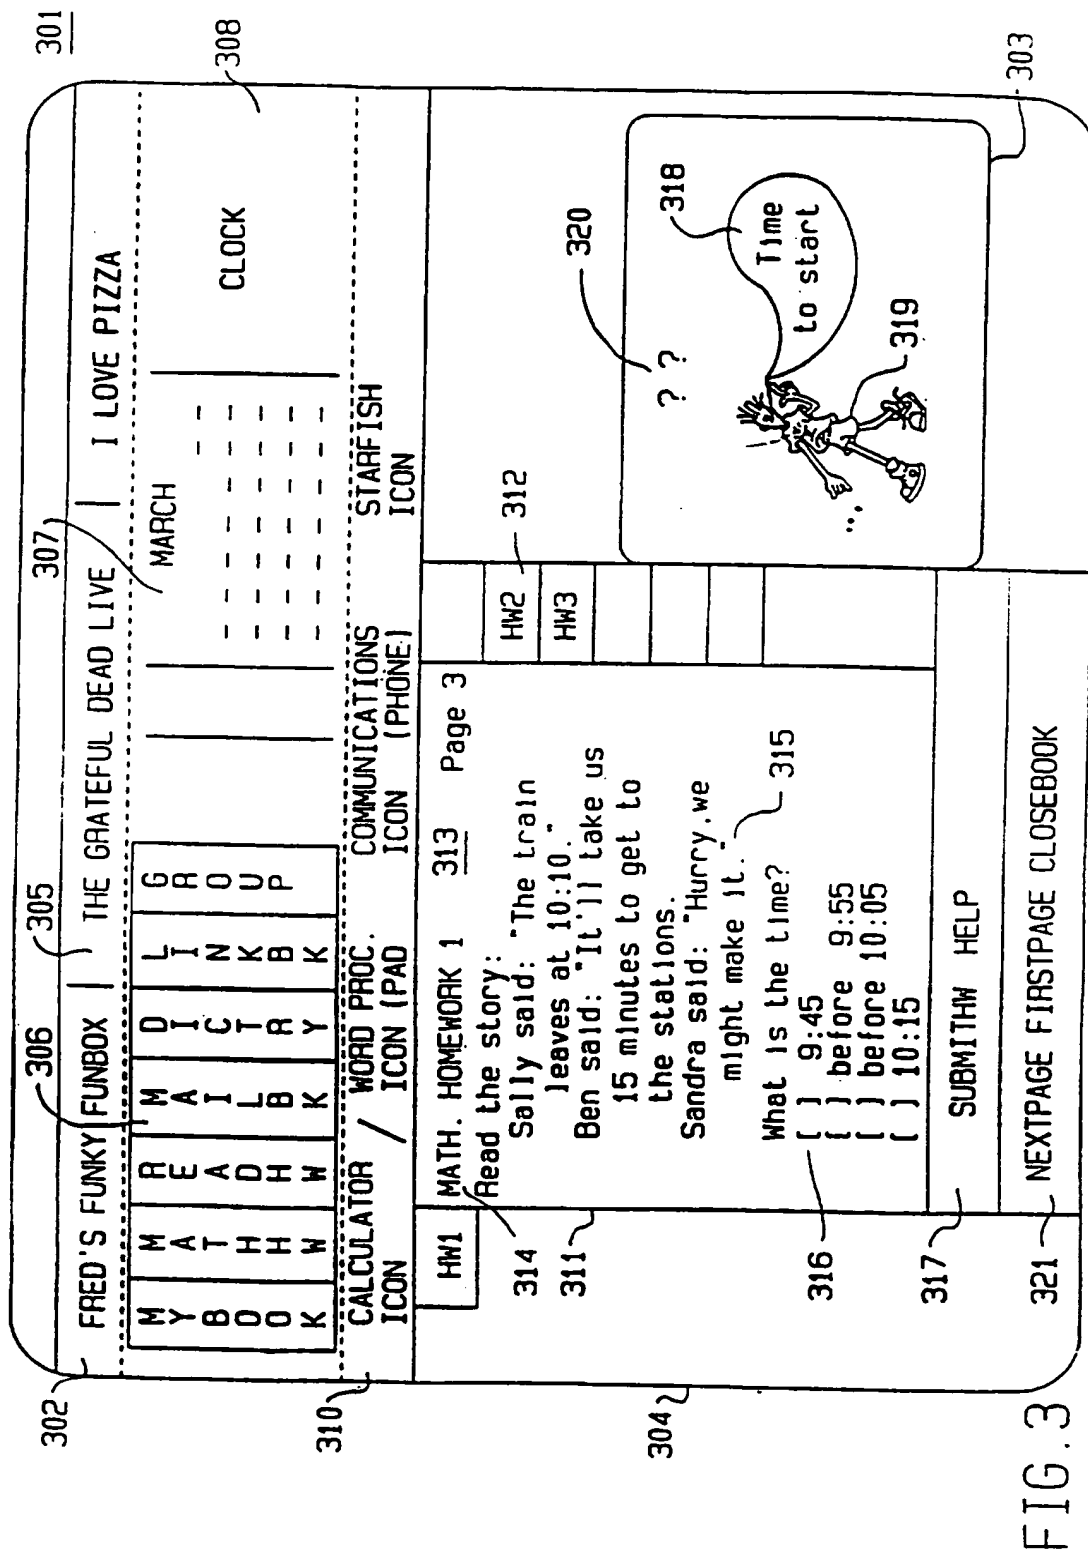 301
302
305
307
308
FRED'S FUNKY FUNBOX | THE GRATEFUL DEAD LIVE | I LOVE PIZZA
306
M M R M D L G
Y A E A I I R
B T A I C N O
O H D L T K U
O H H B R B P
K W W K Y K
MARCH
CLOCK
310
CALCULATOR / WORD PROC. COMMUNICATIONS STARFISH
ICON ICON (PAD ICON (PHONE) ICON
304
HW1
314
311
MATH. HOMEWORK 1 313 Page 3
Read the story:
Sally said: "The train
leaves at 10:10."
Ben said: "It'll take us
15 minutes to get to
the stations.
Sandra said: "Hurry,we
might make it."
315
What is the time?
[ ] 9:45
[ ] before 9:55
[ ] before 10:05
[ ] 10:15
316
HW2
HW3
312
320
318
? ?
Time
to start
319
...
303
317
SUBMITHW HELP
321
NEXTPAGE FIRSTPAGE CLOSEBOOK
FIG.3